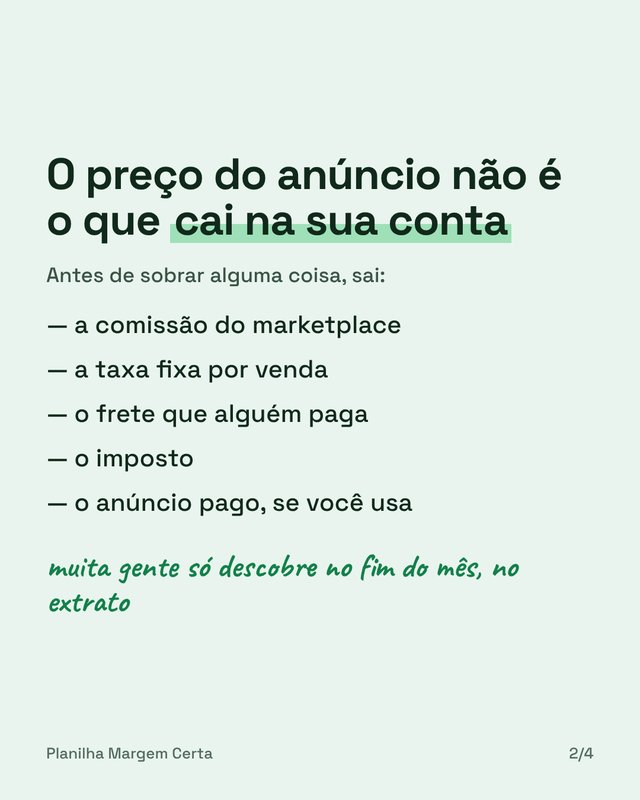 O preço do anúncio não é
o que cai na sua conta
Antes de sobrar alguma coisa, sai:
— a comissão do marketplace
— a taxa fixa por venda
— o frete que alguém paga
— o imposto
— o anúncio pago, se você usa
muita gente só descobre no fim do mês, no
extrato
Planilha Margem Certa
2/4